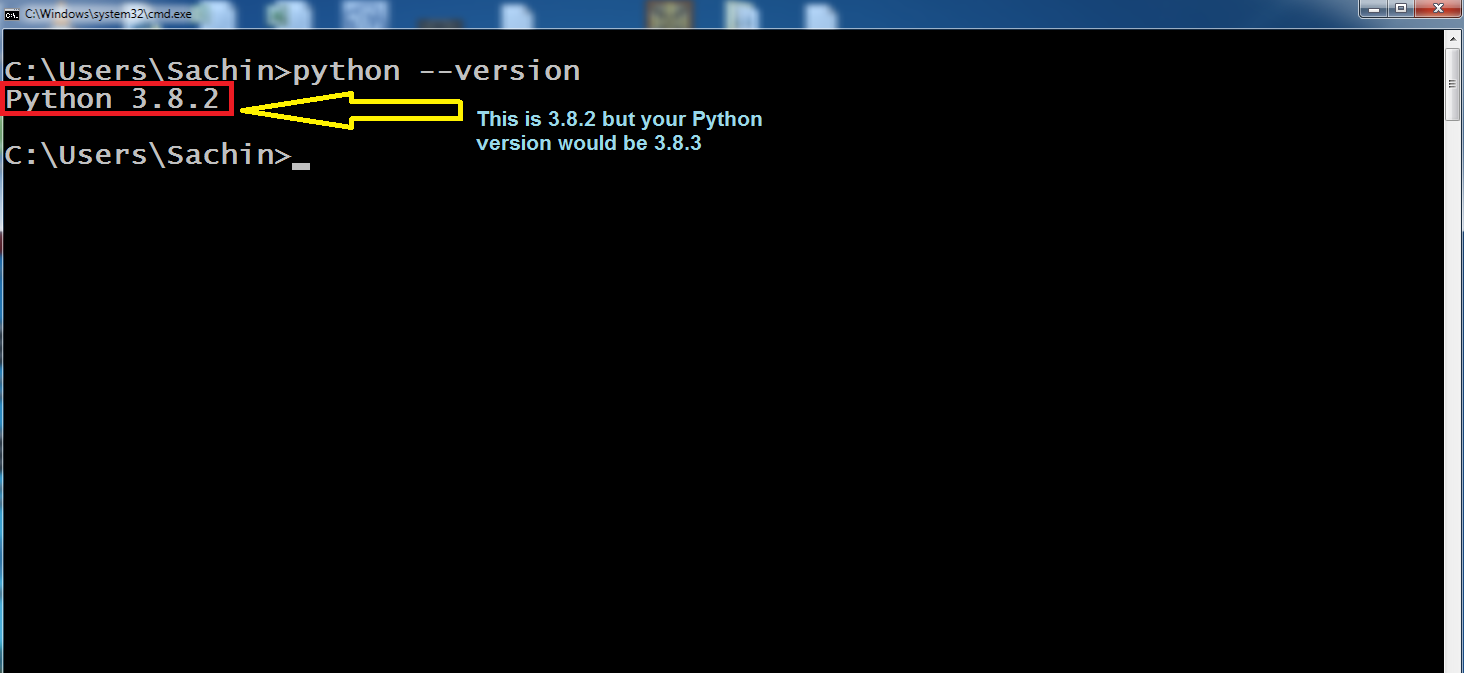 C:\Windows\system32\cmd.exe
C:\Users\Sachin>python --version
Python 3.8.2
This is 3.8.2 but your Python
version would be 3.8.3
C:\Users\Sachin>_